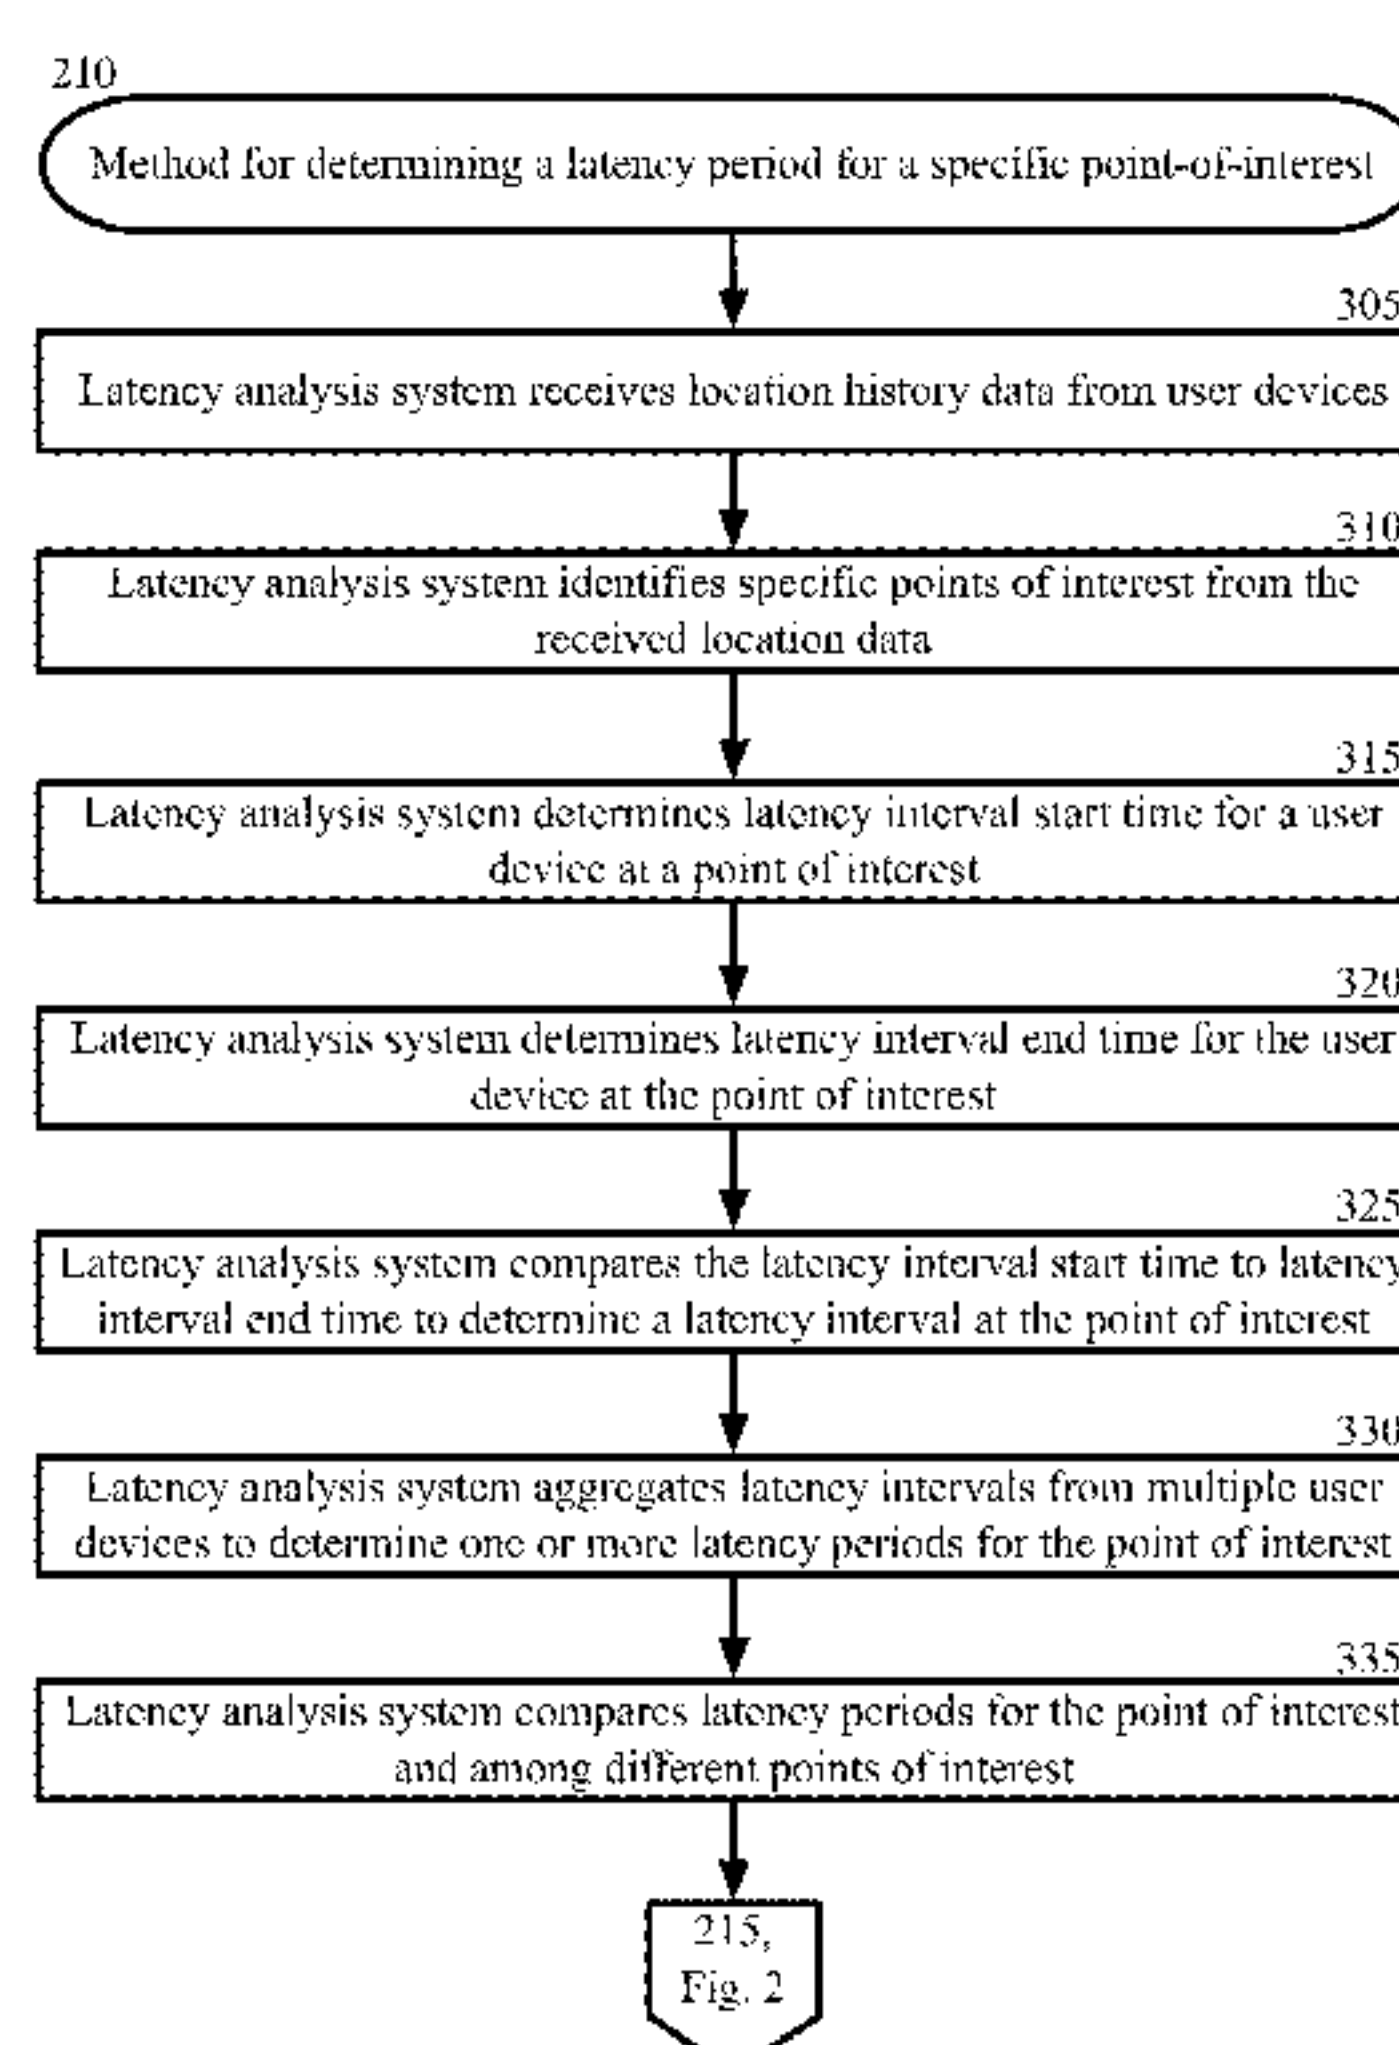 210
Method for determining a latency period for a specific point-of-interest
305
Latency analysis system receives location history data from user devices
310
Latency analysis system identifies specific points of interest from the
received location data
315
Latency analysis system determines latency interval start time for a user
device at a point of interest
320
Latency analysis system determines latency interval end time for the user
device at the point of interest
325
Latency analysis system compares the latency interval start time to latency
interval end time to determine a latency interval at the point of interest
330
Latency analysis system aggregates latency intervals from multiple user
devices to determine one or more latency periods for the point of interest
335
Latency analysis system compares latency periods for the point of interest
and among different points of interest
215,
Fig. 2